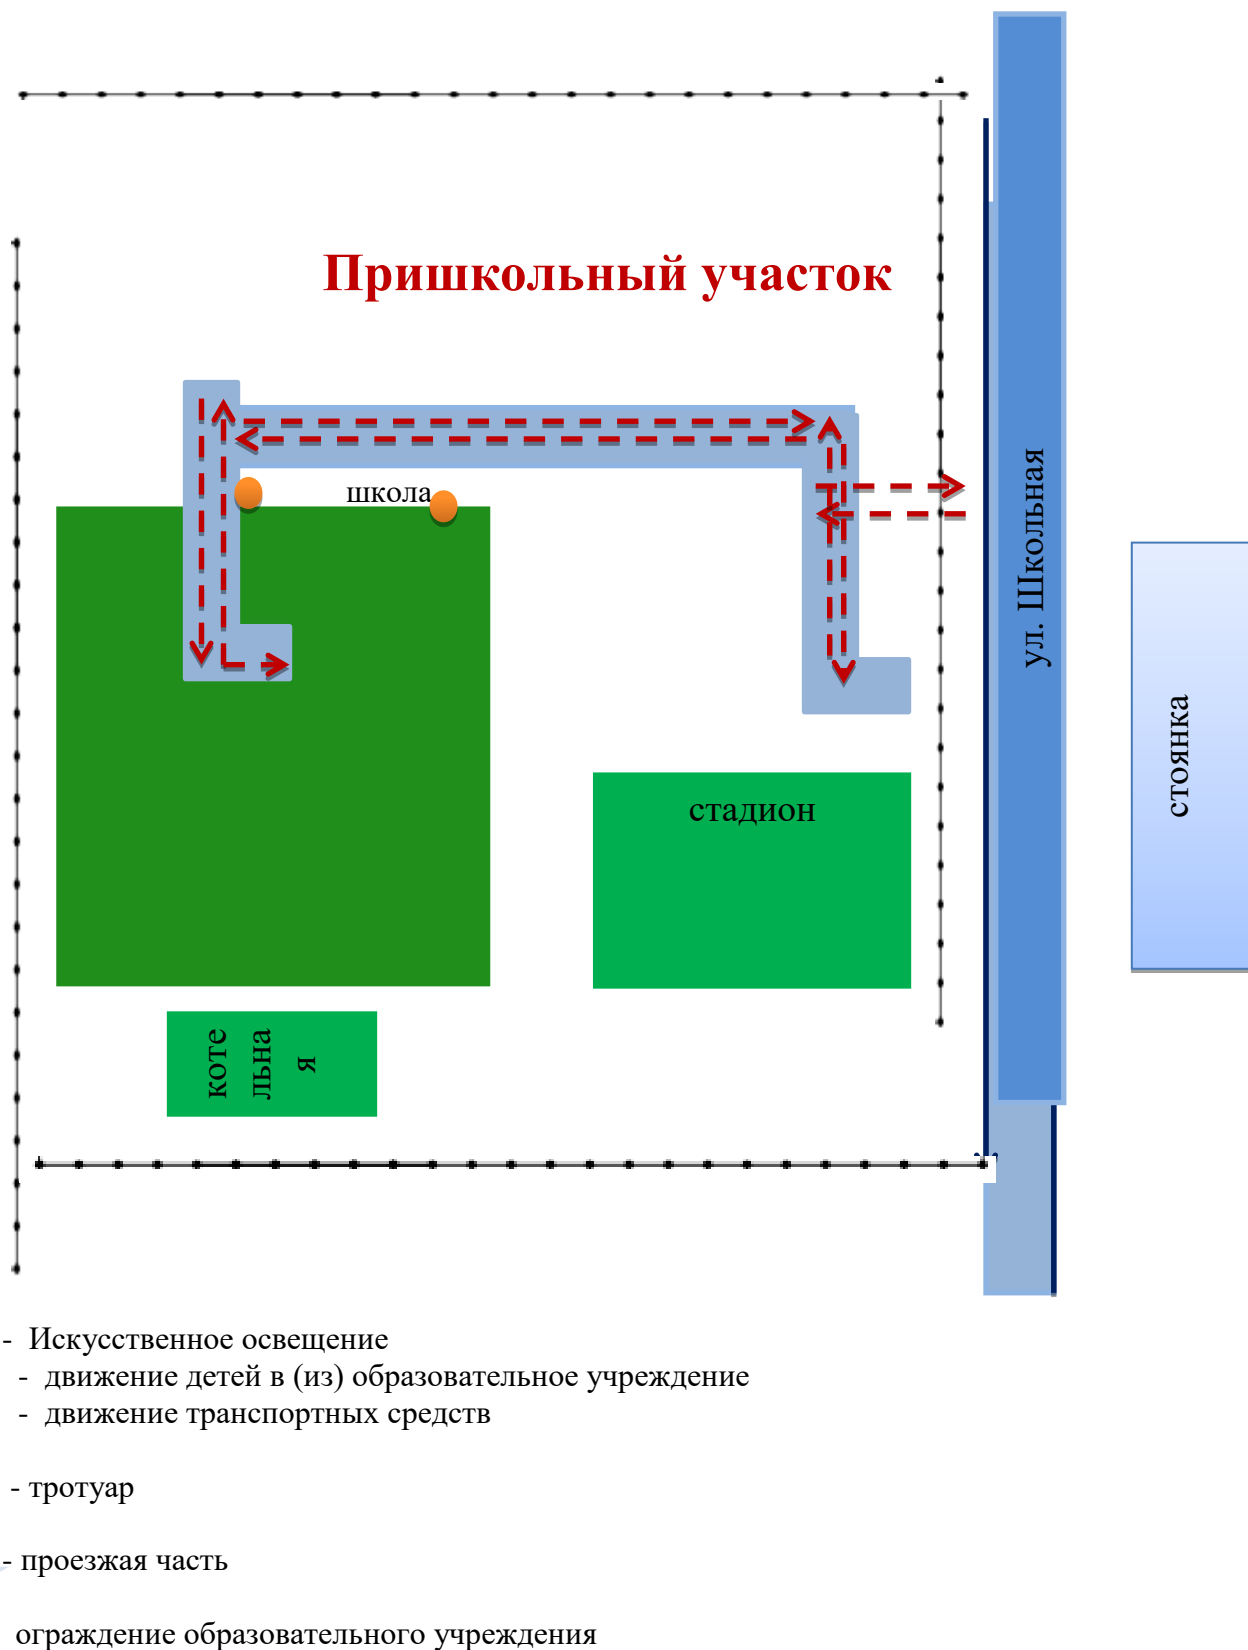 Пришкольный участок
школа
ул. Школьная
стоянка
стадион
коте
льна
я
- Искусственное освещение
- движение детей в (из) образовательное учреждение
- движение транспортных средств
- тротуар
- проезжая часть
ограждение образовательного учреждения